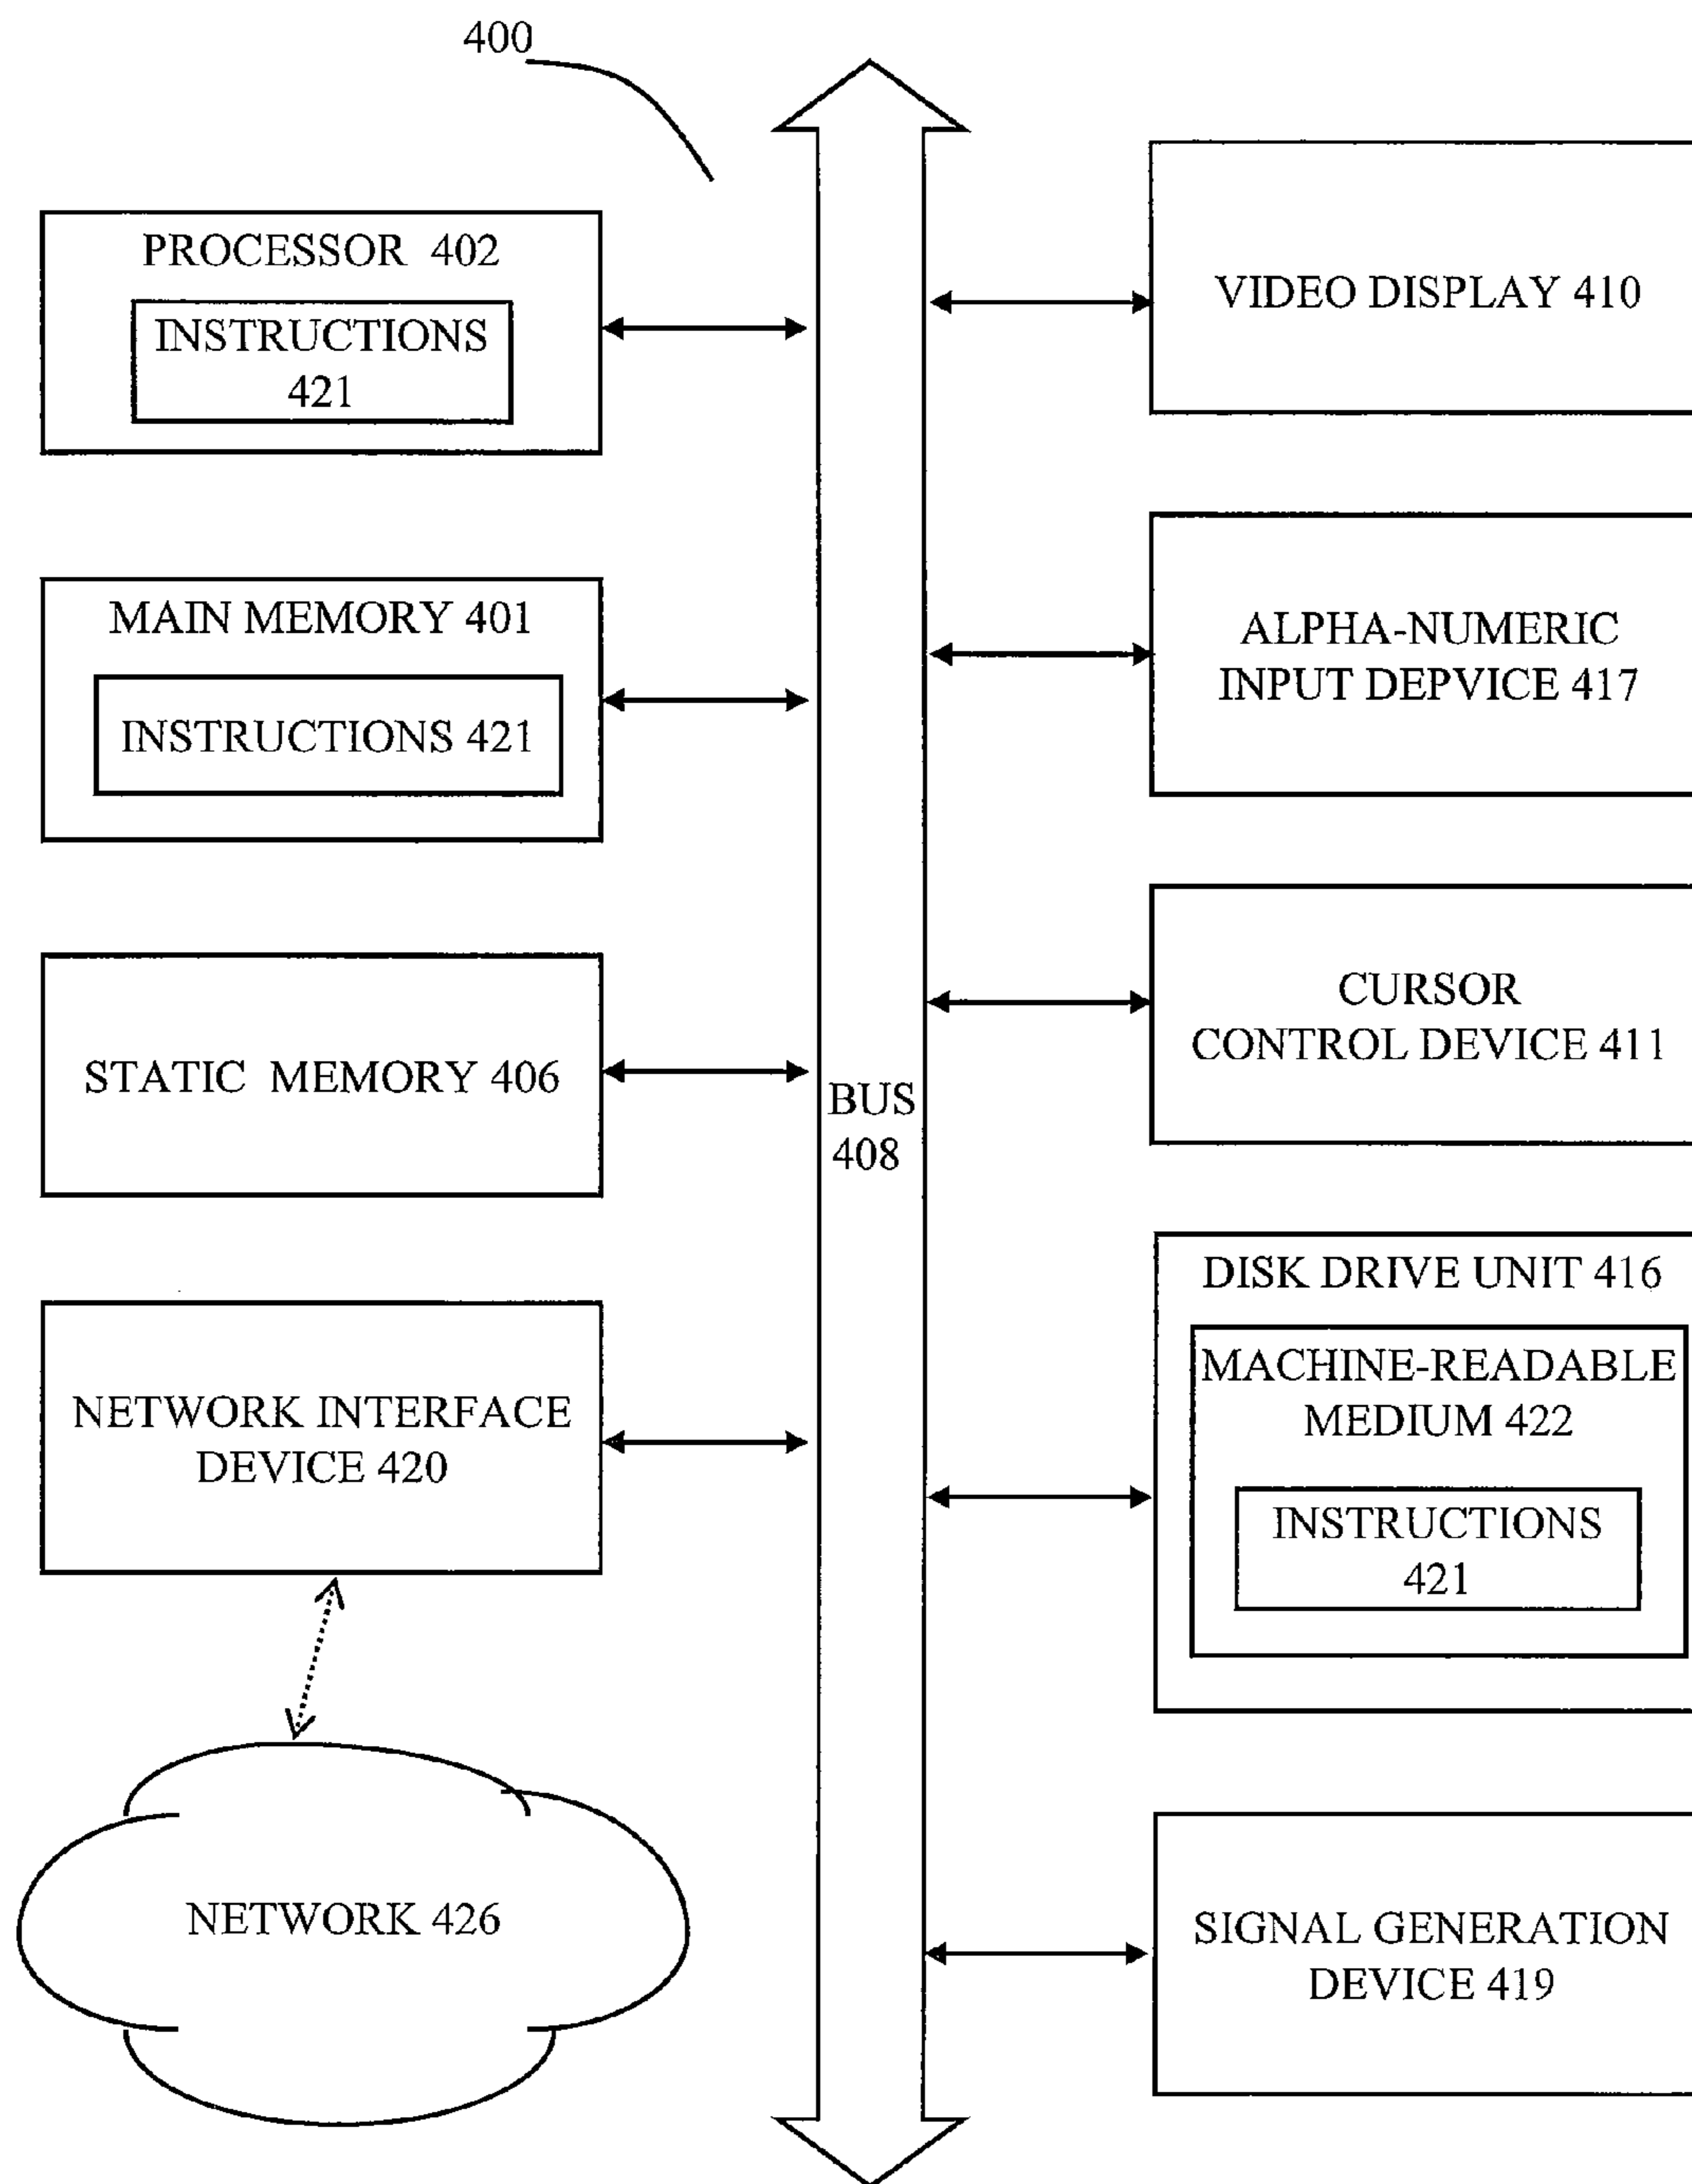 400
PROCESSOR 402
INSTRUCTIONS
421
MAIN MEMORY 401
INSTRUCTIONS 421
STATIC MEMORY 406
NETWORK INTERFACE
DEVICE 420
NETWORK 426
BUS
408
VIDEO DISPLAY 410
ALPHA-NUMERIC
INPUT DEPVICE 417
CURSOR
CONTROL DEVICE 411
DISK DRIVE UNIT 416
MACHINE-READABLE
MEDIUM 422
INSTRUCTIONS
421
SIGNAL GENERATION
DEVICE 419